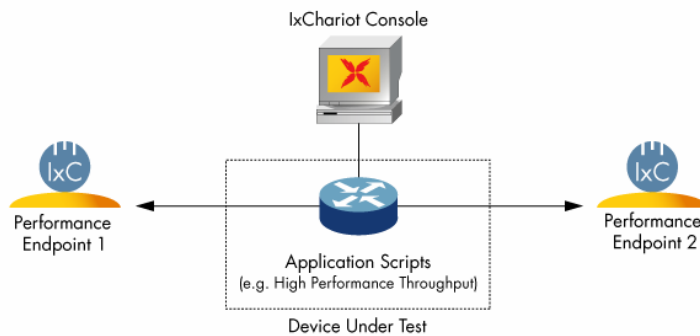 IxChariot Console
IxC
IxC
Performance
Endpoint 1
Performance
Endpoint 2
Application Scripts
(e.g. High Performance Throughput)
Device Under Test